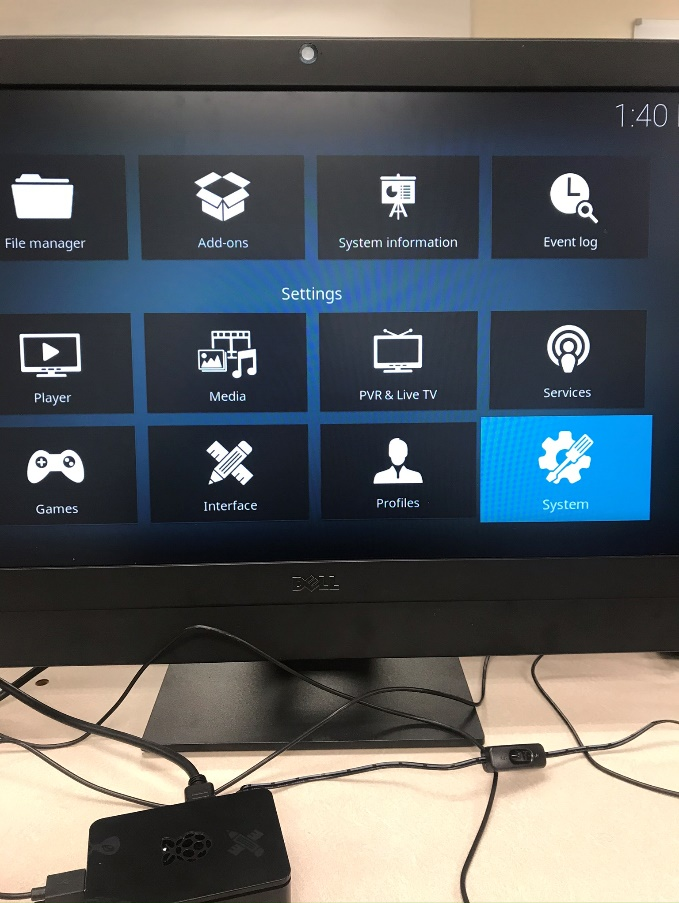 1:40
File manager
Add-ons
System information
Event log
Settings
Player
Media
PVR & Live TV
Services
Games
Interface
Profiles
System
DELL